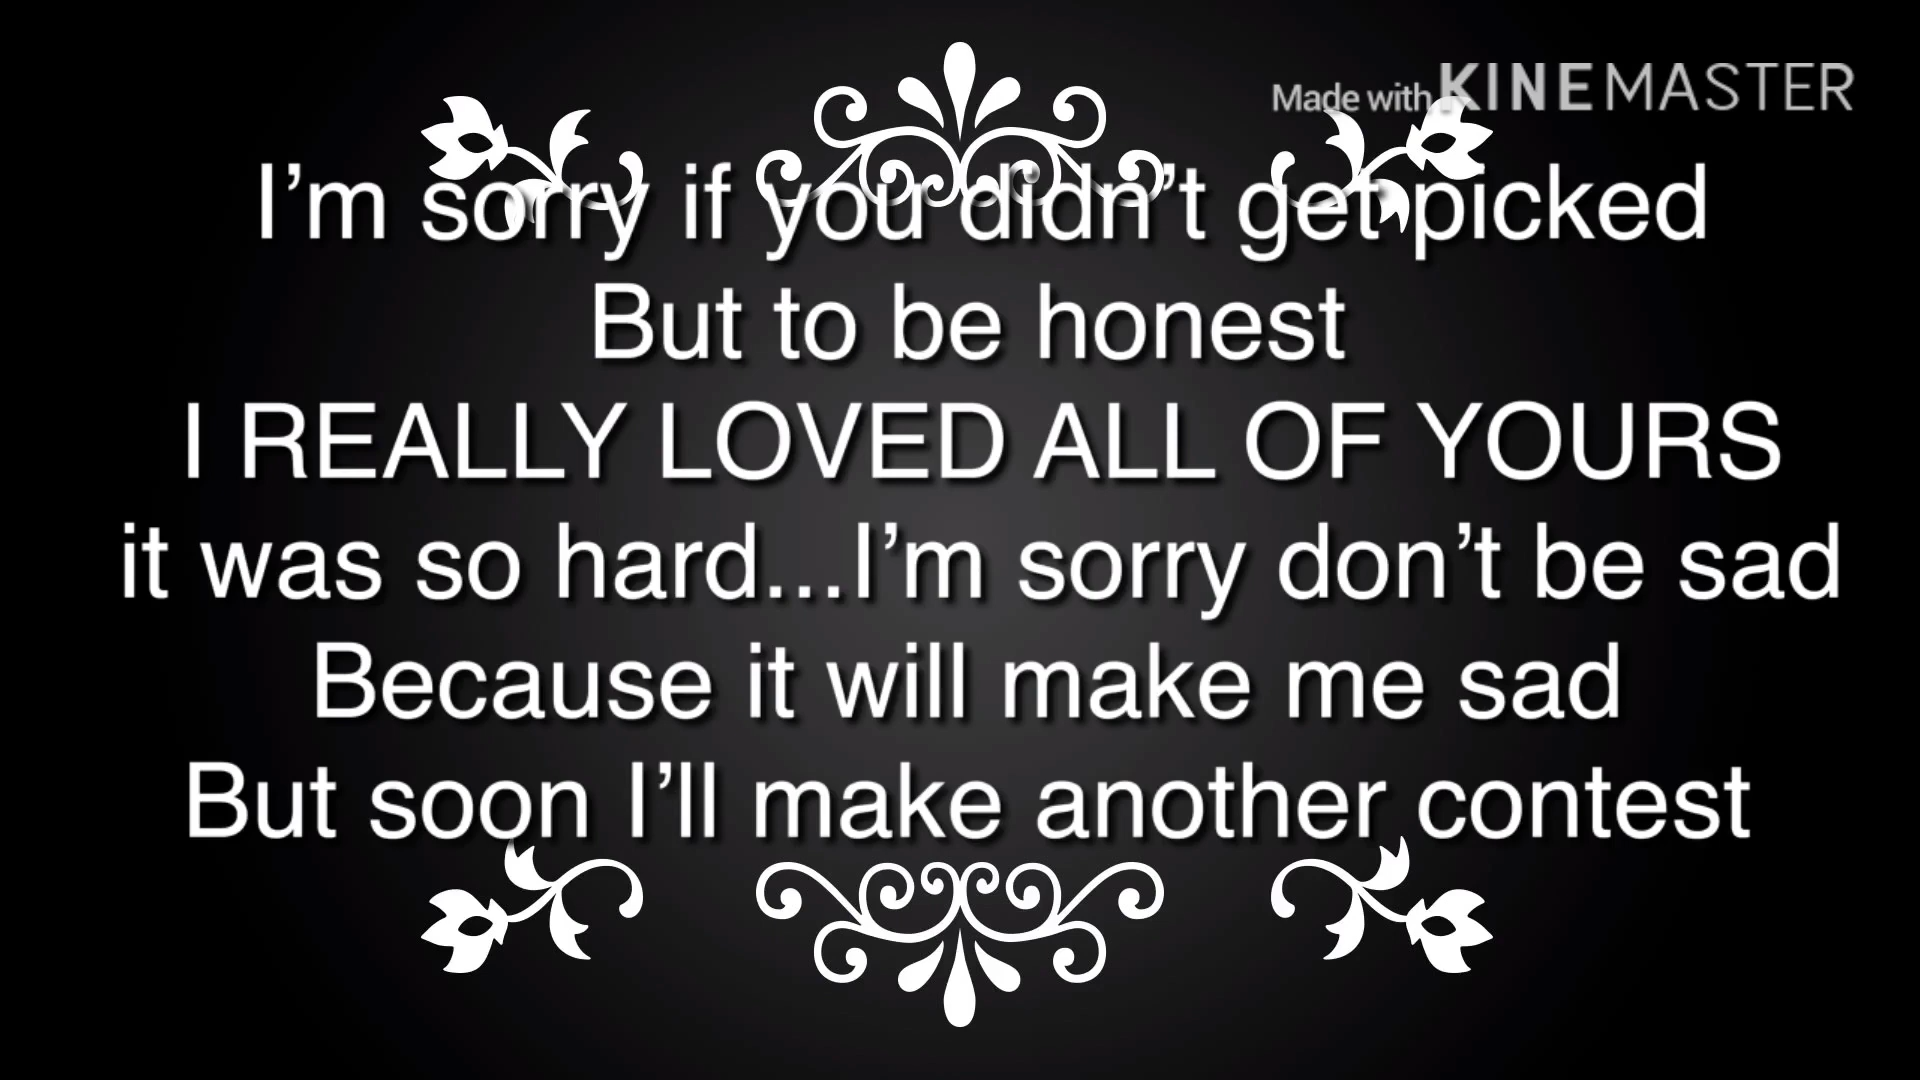 Made with KINEMASTER
I’m sorry if you didn’t get picked
But to be honest
I REALLY LOVED ALL OF YOURS
it was so hard...I’m sorry don’t be sad
Because it will make me sad
But soon I’ll make another contest